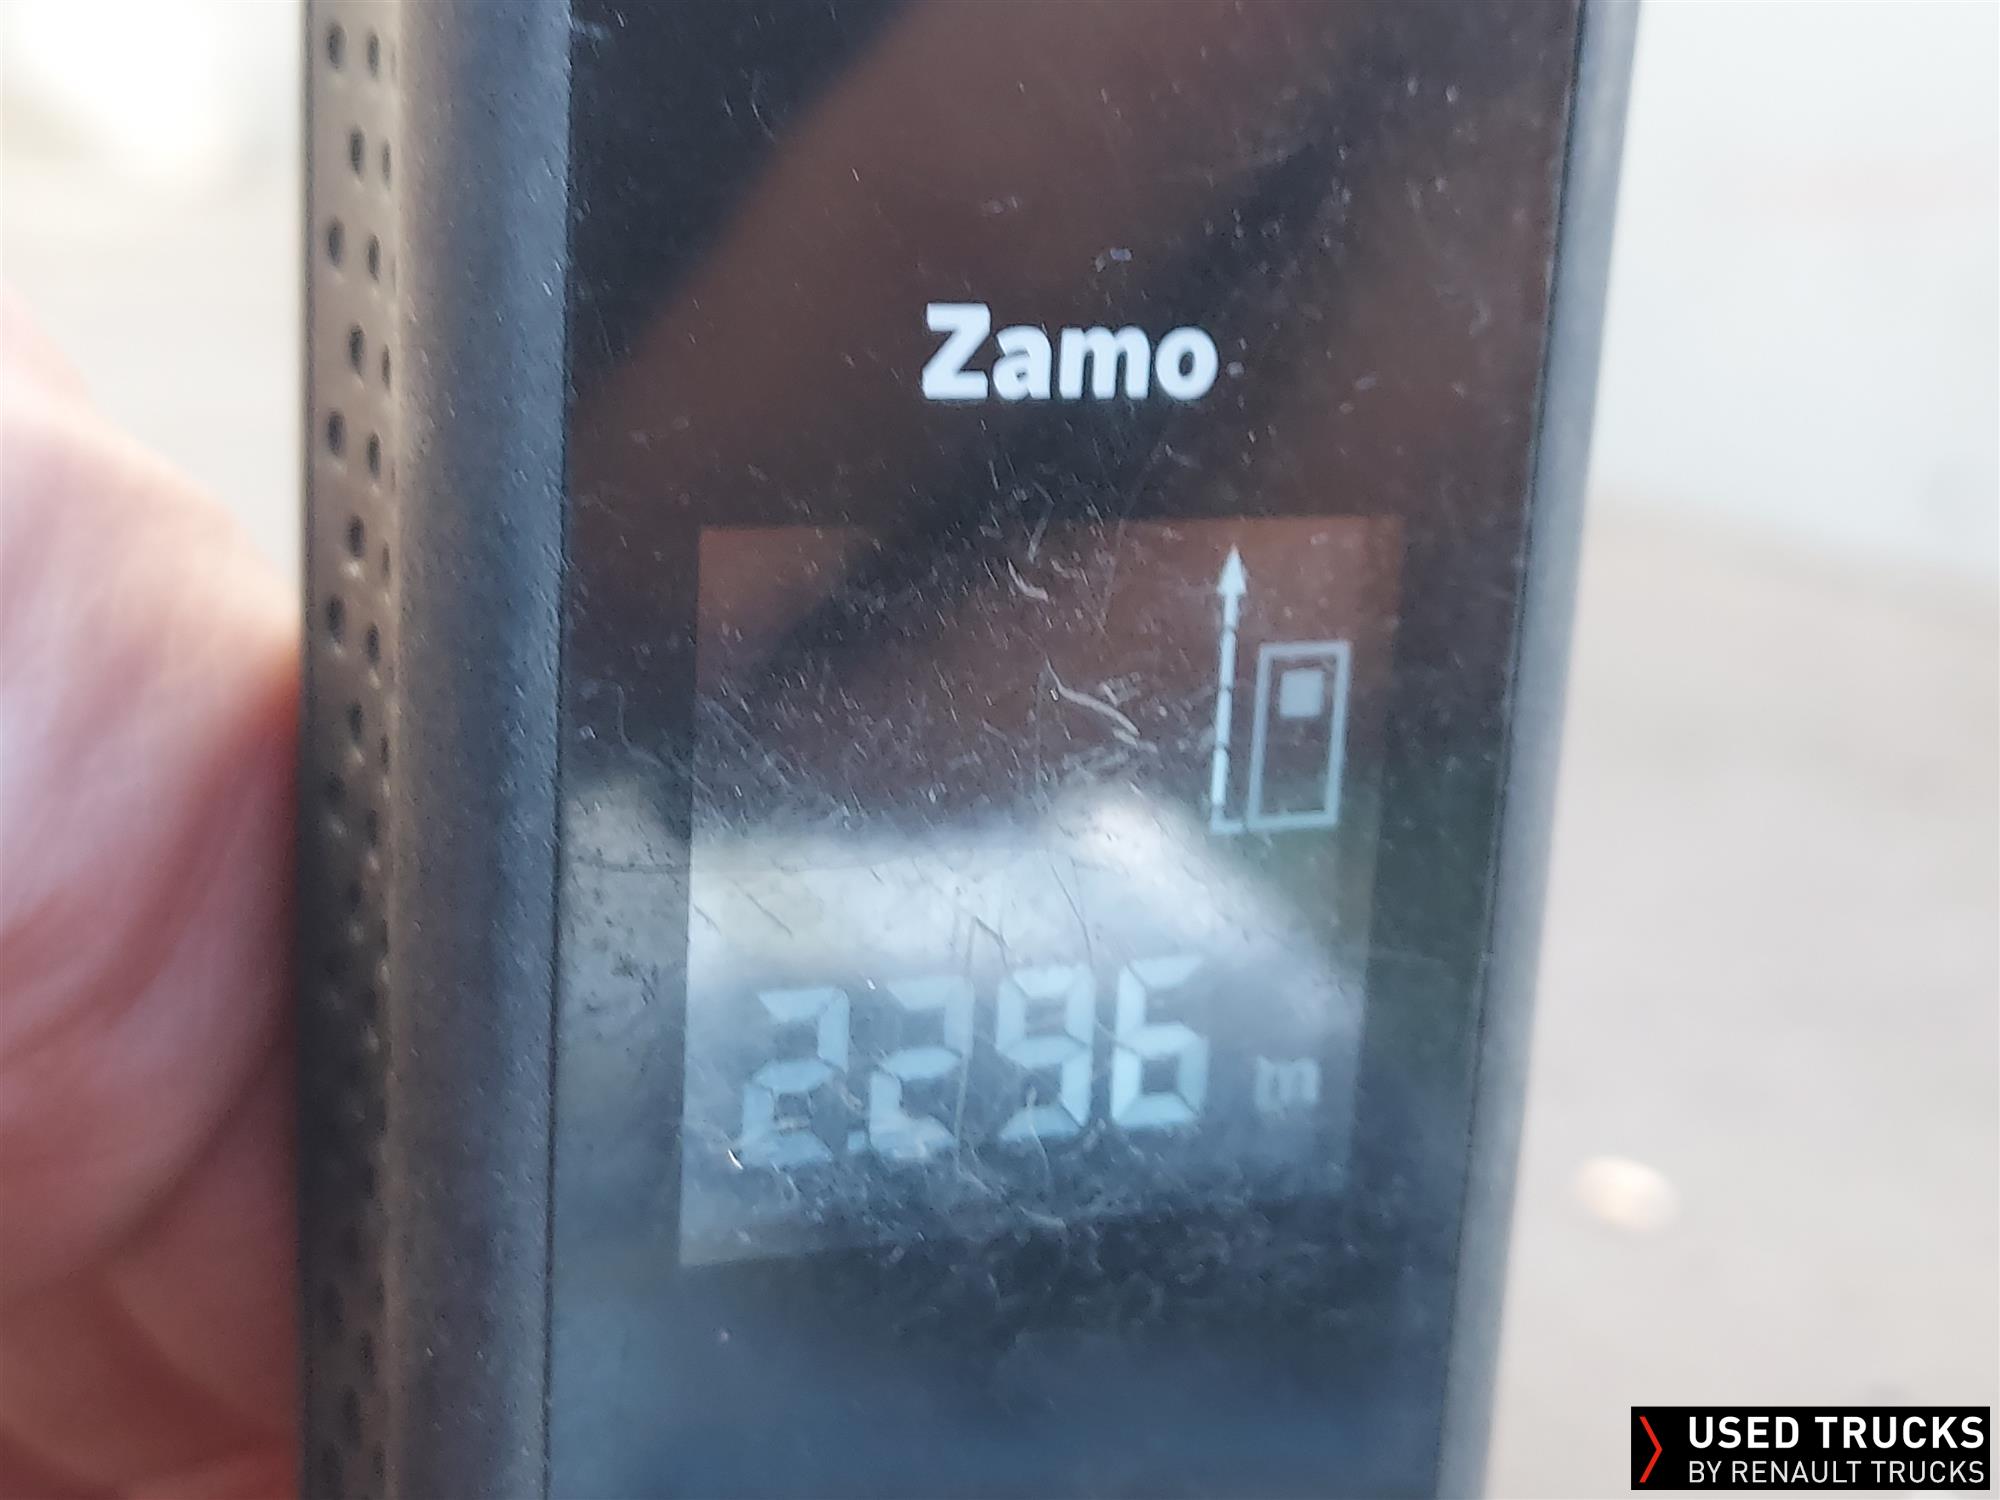 Zamo
2.296 m
USED TRUCKS
BY RENAULT TRUCKS